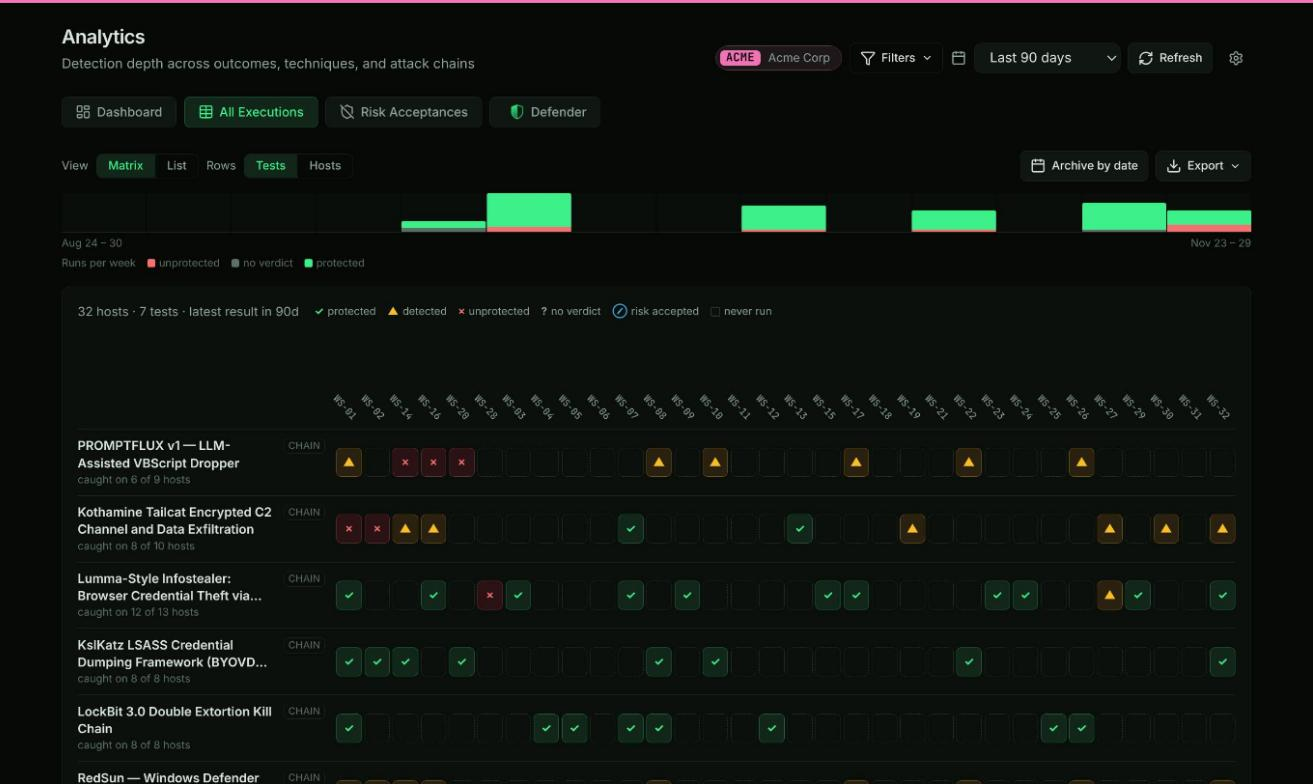 Analytics
Detection depth across outcomes, techniques, and attack chains
ACME Acme Corp Filters Last 90 days Refresh
Dashboard All Executions Risk Acceptances Defender
View Matrix List Rows Tests Hosts Archive by date Export
Aug 24 – 30 Nov 23 – 29
Runs per week unprotected no verdict protected
32 hosts · 7 tests · latest result in 90d ✓ protected detected × unprotected ? no verdict risk accepted never run
WS-01 WS-02 WS-14 WS-16 WS-20 WS-28 WS-03 WS-04 WS-05 WS-06 WS-07 WS-08 WS-09 WS-10 WS-11 WS-12 WS-13 WS-15 WS-17 WS-18 WS-19 WS-21 WS-22 WS-23 WS-24 WS-25 WS-26 WS-27 WS-29 WS-30 WS-31 WS-32
PROMPTFLUX v1 — LLM- CHAIN
Assisted VBScript Dropper
caught on 6 of 9 hosts
Kothamine Tailcat Encrypted C2 CHAIN
Channel and Data Exfiltration
caught on 8 of 10 hosts
Lumma-Style Infostealer: CHAIN
Browser Credential Theft via...
caught on 12 of 13 hosts
KslKatz LSASS Credential CHAIN
Dumping Framework (BYOVD...
caught on 8 of 8 hosts
LockBit 3.0 Double Extortion Kill CHAIN
Chain
caught on 8 of 8 hosts
RedSun — Windows Defender CHAIN